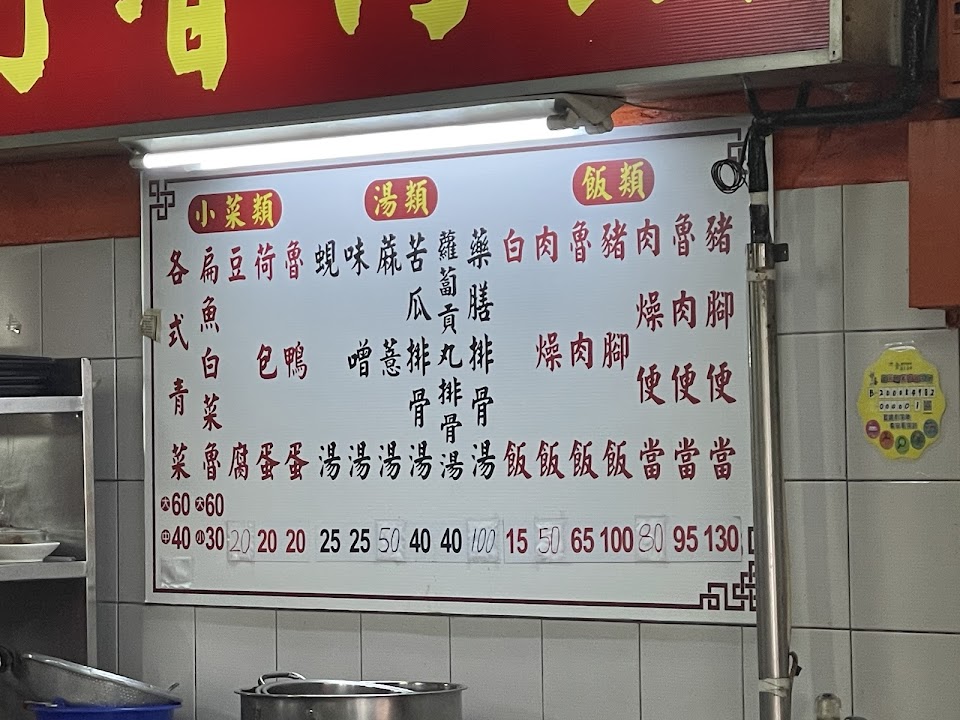 小菜類
各式青菜
大60
中40
扁魚白菜魯
大60
小30
豆腐
20
荷包蛋
20
魯鴨蛋
20
湯類
蜆湯
25
味噌湯
25
蔴薏湯
50
苦瓜排骨湯
40
蘿蔔貢丸排骨湯
40
藥膳排骨湯
100
飯類
白飯
15
肉燥飯
50
魯肉飯
65
豬腳飯
100
肉燥便當
80
魯肉便當
95
豬腳便當
130